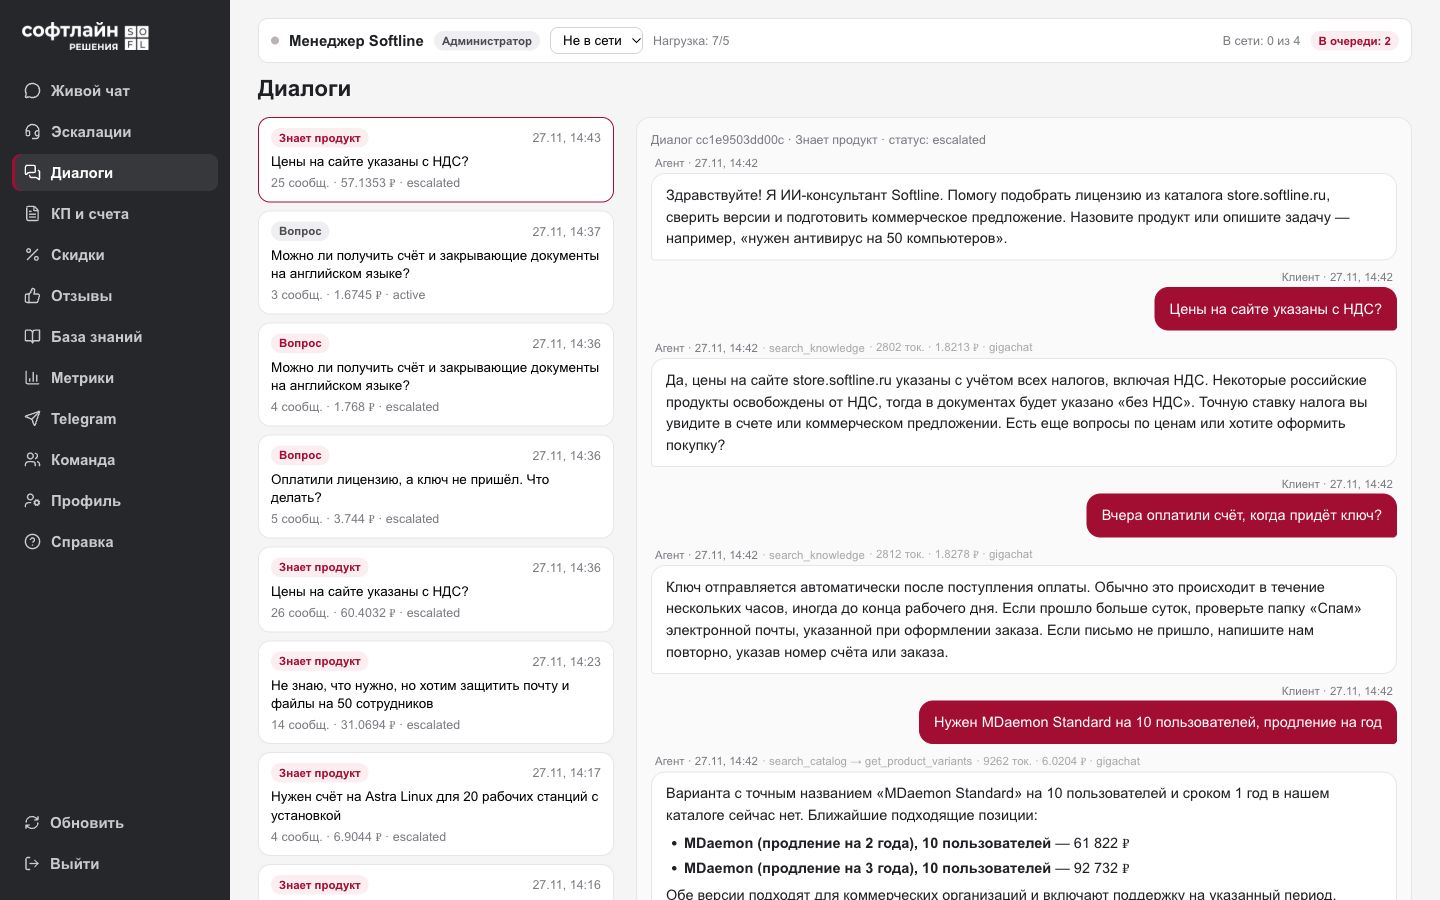 софтлайн
РЕШЕНИЯ
SO
FL
Живой чат
Эскалации
Диалоги
КП и счета
Скидки
Отзывы
База знаний
Метрики
Telegram
Команда
Профиль
Справка
Обновить
Выйти
Менеджер Softline Администратор Не в сети Нагрузка: 7/5 В сети: 0 из 4 В очереди: 2
Диалоги
Знает продукт 27.11, 14:43
Цены на сайте указаны с НДС?
25 сообщ. · 57.1353 ₽ · escalated
Вопрос 27.11, 14:37
Можно ли получить счёт и закрывающие документы
на английском языке?
3 сообщ. · 1.6745 ₽ · active
Вопрос 27.11, 14:36
Можно ли получить счёт и закрывающие документы
на английском языке?
4 сообщ. · 1.768 ₽ · escalated
Вопрос 27.11, 14:36
Оплатили лицензию, а ключ не пришёл. Что
делать?
5 сообщ. · 3.744 ₽ · escalated
Знает продукт 27.11, 14:36
Цены на сайте указаны с НДС?
26 сообщ. · 60.4032 ₽ · escalated
Знает продукт 27.11, 14:23
Не знаю, что нужно, но хотим защитить почту и
файлы на 50 сотрудников
14 сообщ. · 31.0694 ₽ · escalated
Знает продукт 27.11, 14:17
Нужен счёт на Astra Linux для 20 рабочих станций с
установкой
4 сообщ. · 6.9044 ₽ · escalated
Знает продукт 27.11, 14:16
Диалог cc1e9503dd00c · Знает продукт · статус: escalated
Агент · 27.11, 14:42
Здравствуйте! Я ИИ-консультант Softline. Помогу подобрать лицензию из каталога store.softline.ru,
сверить версии и подготовить коммерческое предложение. Назовите продукт или опишите задачу —
например, «нужен антивирус на 50 компьютеров».
Клиент · 27.11, 14:42
Цены на сайте указаны с НДС?
Агент · 27.11, 14:42 · search_knowledge · 2802 ток. · 1.8213 ₽ · gigachat
Да, цены на сайте store.softline.ru указаны с учётом всех налогов, включая НДС. Некоторые российские
продукты освобождены от НДС, тогда в документах будет указано «без НДС». Точную ставку налога вы
увидите в счете или коммерческом предложении. Есть еще вопросы по ценам или хотите оформить
покупку?
Клиент · 27.11, 14:42
Вчера оплатили счёт, когда придёт ключ?
Агент · 27.11, 14:42 · search_knowledge · 2812 ток. · 1.8278 ₽ · gigachat
Ключ отправляется автоматически после поступления оплаты. Обычно это происходит в течение
нескольких часов, иногда до конца рабочего дня. Если прошло больше суток, проверьте папку «Спам»
электронной почты, указанной при оформлении заказа. Если письмо не пришло, напишите нам
повторно, указав номер счёта или заказа.
Клиент · 27.11, 14:42
Нужен MDaemon Standard на 10 пользователей, продление на год
Агент · 27.11, 14:42 · search_catalog → get_product_variants · 9262 ток. · 6.0204 ₽ · gigachat
Варианта с точным названием «MDaemon Standard» на 10 пользователей и сроком 1 год в нашем
каталоге сейчас нет. Ближайшие подходящие позиции:
• MDaemon (продление на 2 года), 10 пользователей — 61 822 ₽
• MDaemon (продление на 3 года), 10 пользователей — 92 732 ₽
Обе версии подходят для коммерческих организаций и включают поддержку на указанный период.